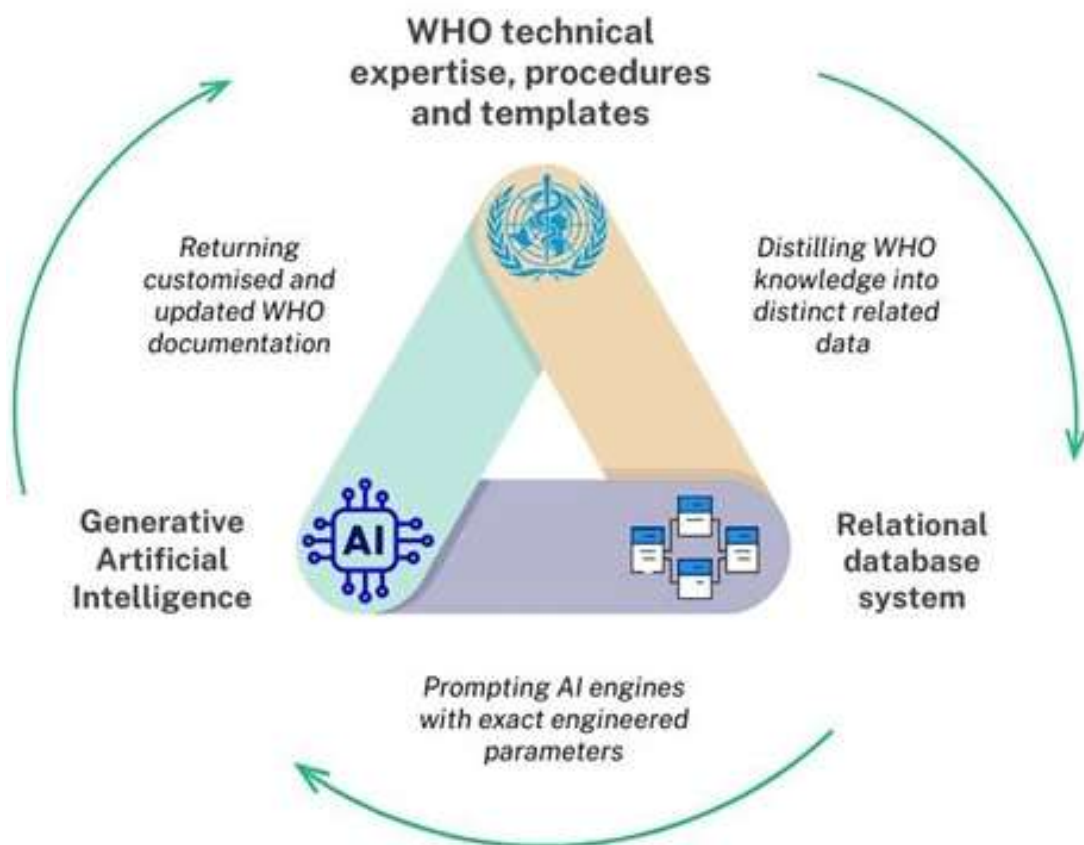 WHO technical
expertise, procedures
and templates
Returning
customised and
updated WHO
documentation
Distilling WHO
knowledge into
distinct related
data
Generative
Artificial
Intelligence
AI
Relational
database
system
Prompting AI engines
with exact engineered
parameters